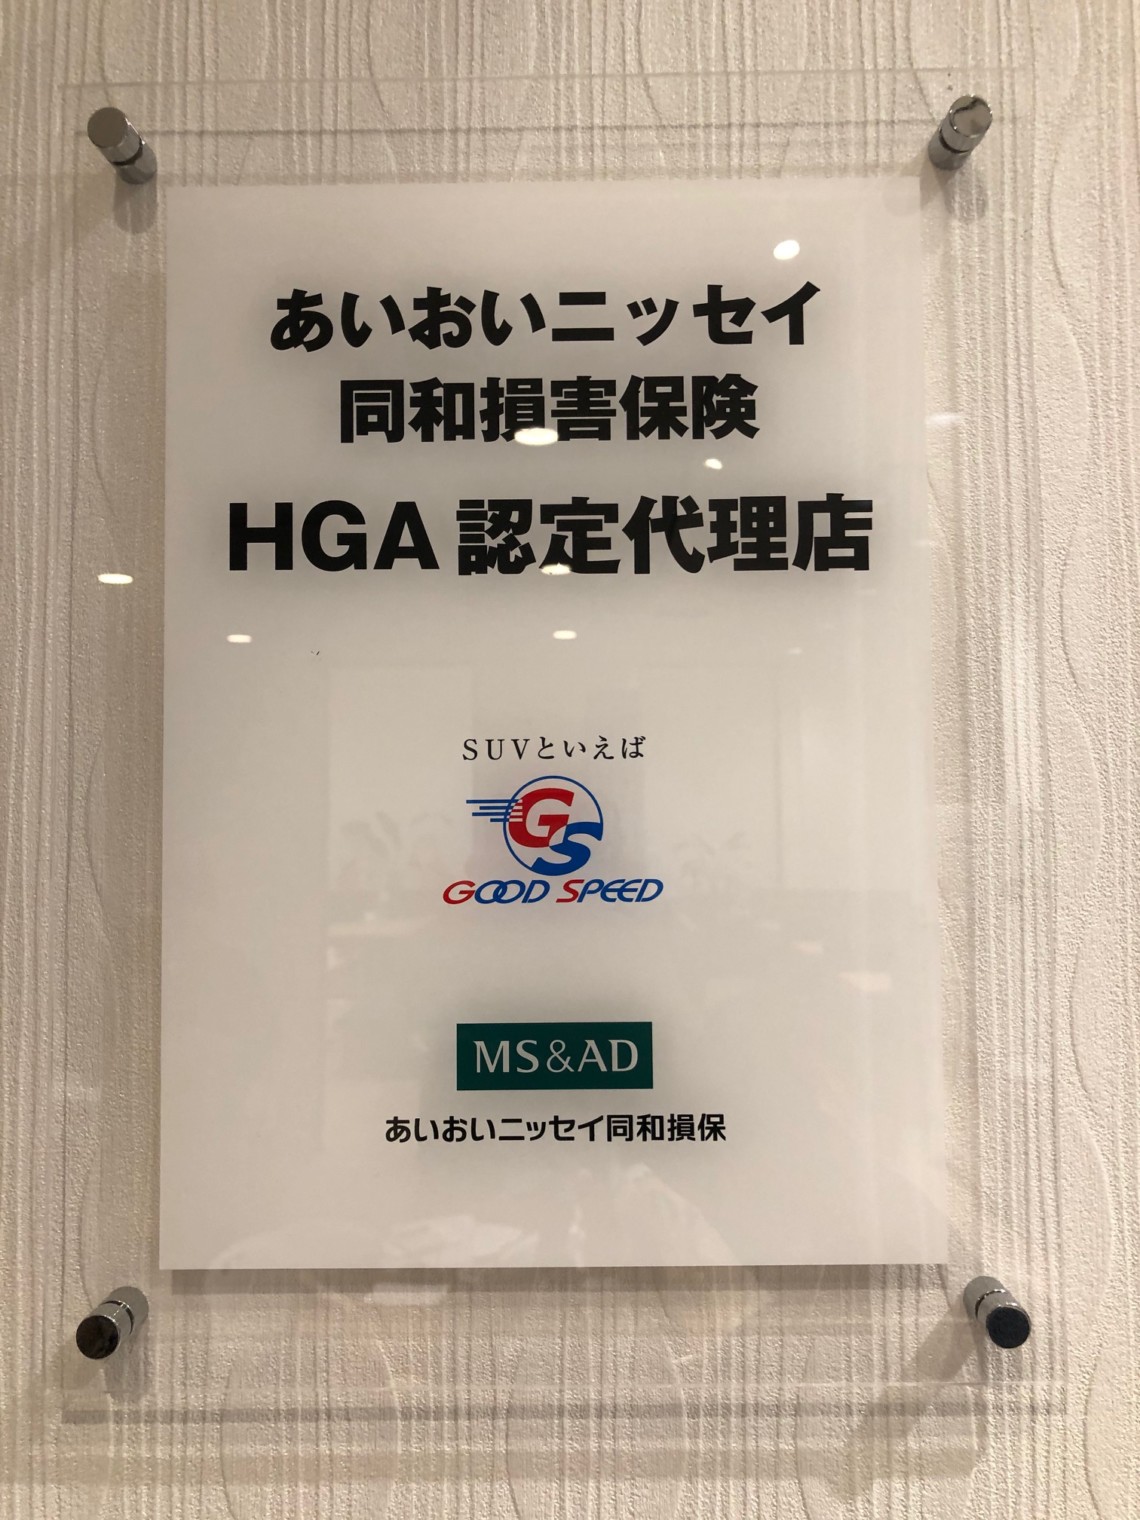 あいおいニッセイ
同和損害保険
HGA 認定代理店
SUVといえば
GS
GOOD SPEED
MS&AD
あいおいニッセイ同和損保